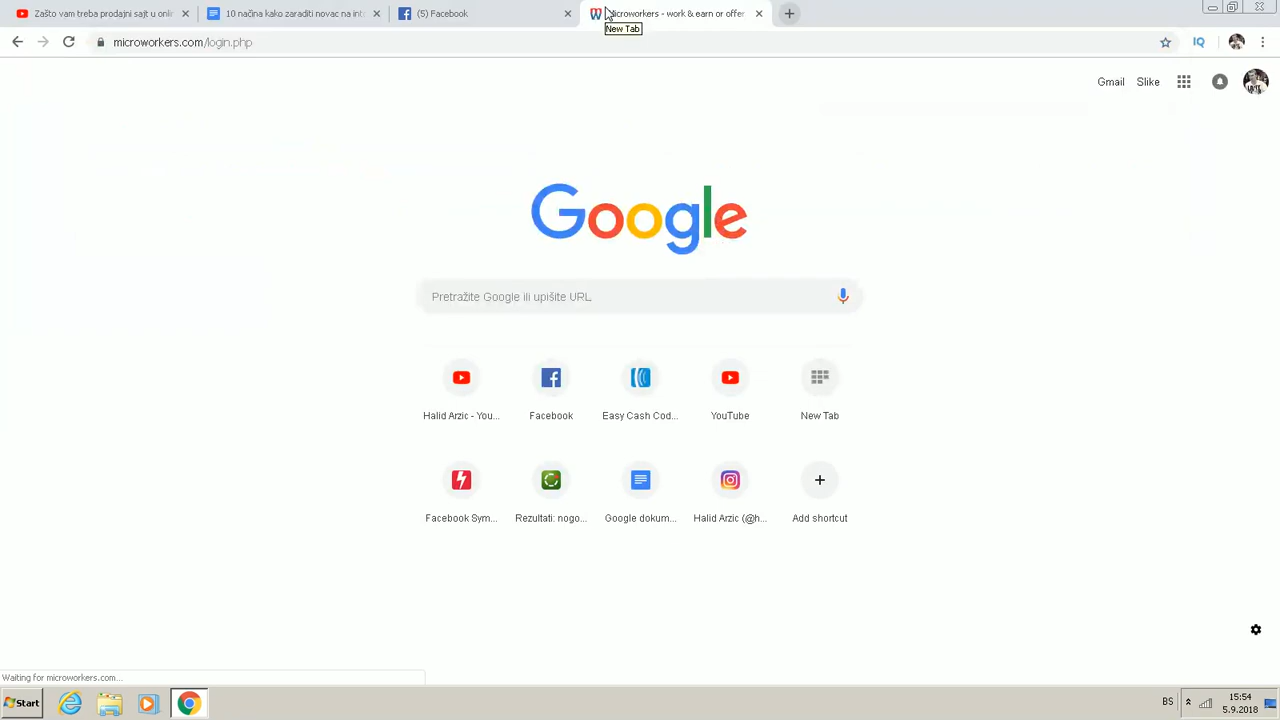 Zašto vam treba prodajni sajt u onlin
10 načina kako zaraditi novac na inte
(5) Facebook
microworkers - work & earn or offer
New Tab
microworkers.com/login.php
IQ
Gmail
Slike
Google
Pretražite Google ili upišite URL
Halid Arzic - You...
Facebook
Easy Cash Cod...
YouTube
New Tab
Facebook Sym...
Rezultati: nogo...
Google dokum...
Halid Arzic (@h...
Add shortcut
Waiting for microworkers.com...
Start
BS
15:54
5.9.2018